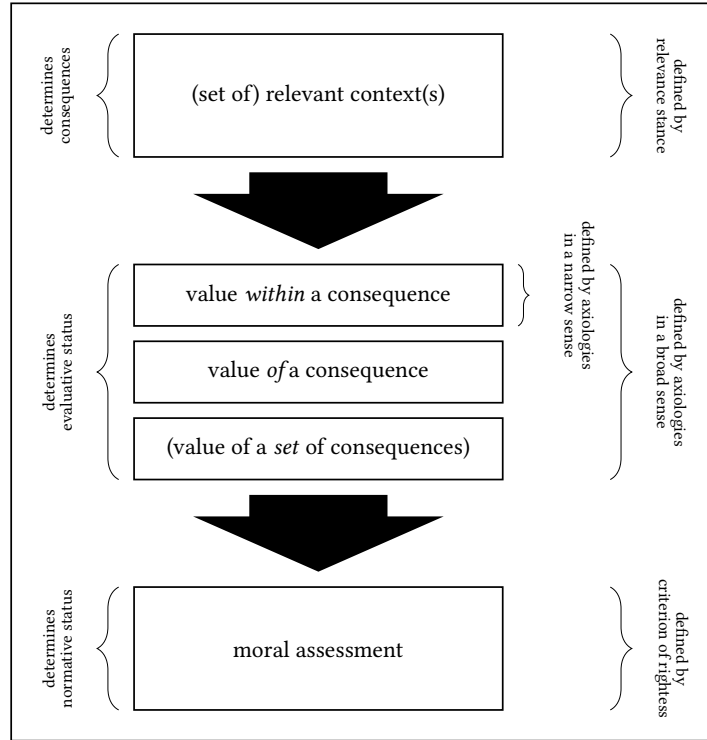 determines
consequences
(set of) relevant context(s)
defined by
relevance stance
determines
evaluative status
value within a consequence
value of a consequence
(value of a set of consequences)
defined by axiologies
in a narrow sense
defined by axiologies
in a broad sense
determines
normative status
moral assessment
defined by
criterion of rightess